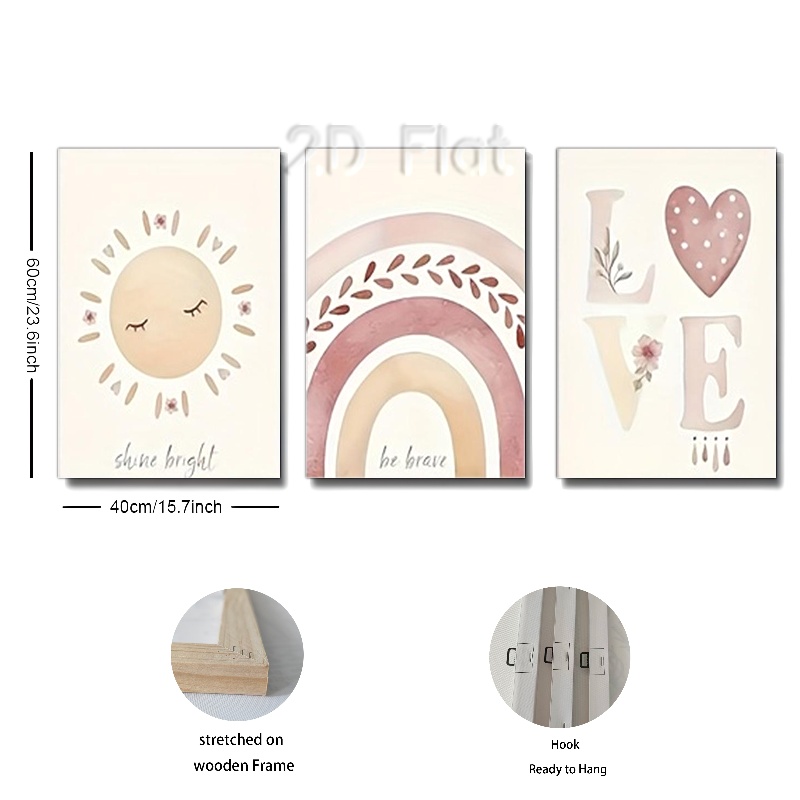 2D Flat
60cm/23.6inch
shine bright
be brave
L
VE
40cm/15.7inch
stretched on
wooden Frame
Hook
Ready to Hang